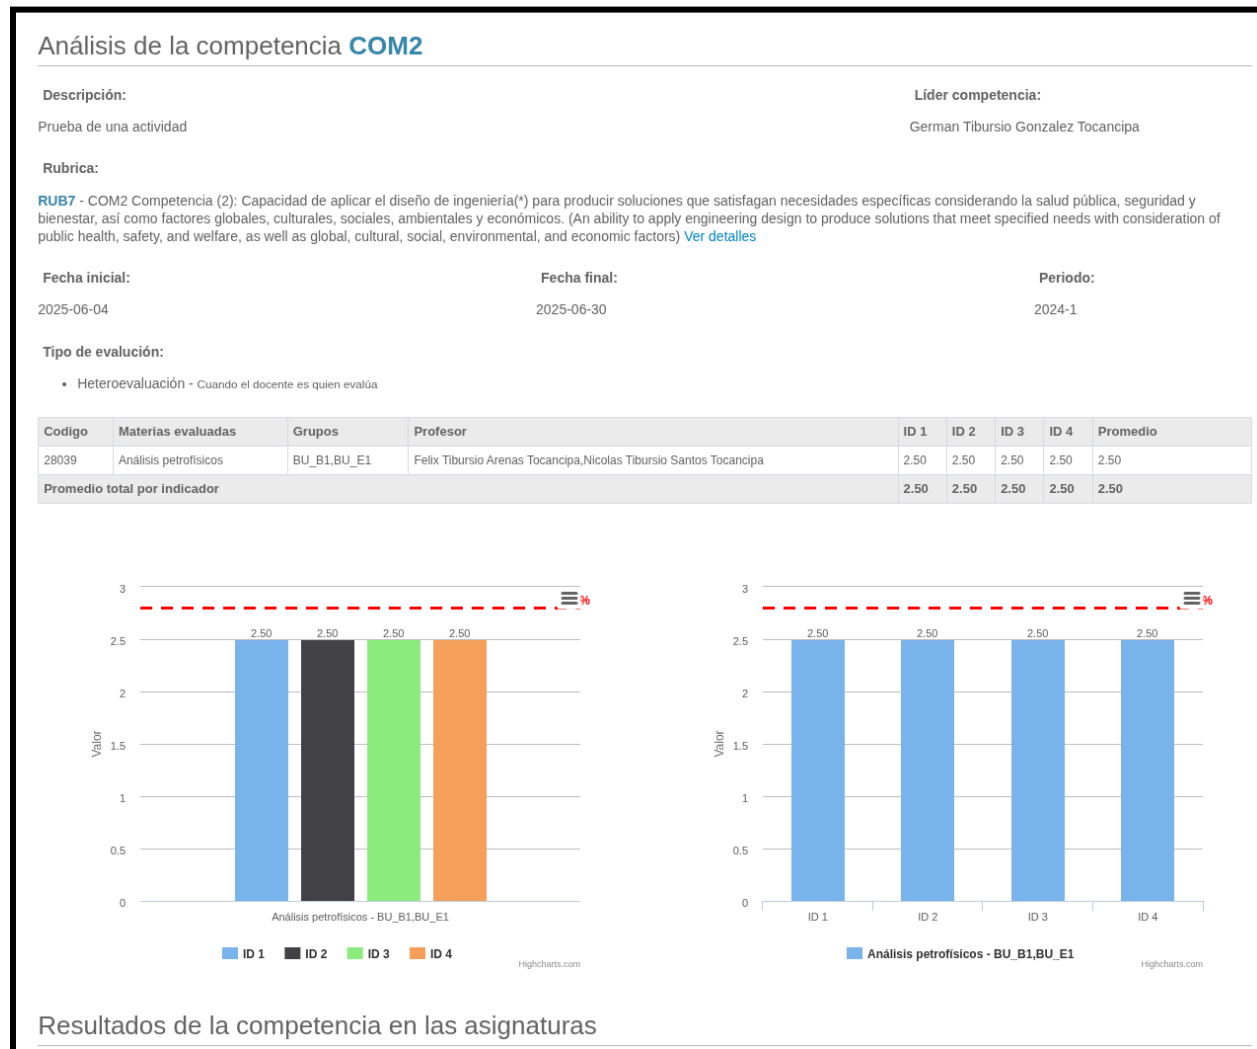 Análisis de la competencia COM2
Descripción:
Líder competencia:
Prueba de una actividad
German Tibursio Gonzalez Tocancipa
Rubrica:
RUB7 - COM2 Competencia (2): Capacidad de aplicar el diseño de ingeniería(*) para producir soluciones que satisfagan necesidades específicas considerando la salud pública, seguridad y
bienestar, así como factores globales, culturales, sociales, ambientales y económicos. (An ability to apply engineering design to produce solutions that meet specified needs with consideration of
public health, safety, and welfare, as well as global, cultural, social, environmental, and economic factors) Ver detalles
Fecha inicial:
Fecha final:
Periodo:
2025-06-04
2025-06-30
2024-1
Tipo de evalución:
• Heteroevaluación - Cuando el docente es quien evalúa
Codigo Materias evaluadas Grupos Profesor ID 1 ID 2 ID 3 ID 4 Promedio
28039 Análisis petrofísicos BU_B1,BU_E1 Felix Tibursio Arenas Tocancipa,Nicolas Tibursio Santos Tocancipa 2.50 2.50 2.50 2.50 2.50
Promedio total por indicador 2.50 2.50 2.50 2.50 2.50
3
%
2.50 2.50 2.50 2.50
2.5
2
Valor
1.5
1
0.5
0
Análisis petrofísicos - BU_B1,BU_E1
ID 1 ID 2 ID 3 ID 4
Highcharts.com
3
%
2.50 2.50 2.50 2.50
2.5
2
Valor
1.5
1
0.5
0
ID 1 ID 2 ID 3 ID 4
Análisis petrofísicos - BU_B1,BU_E1
Highcharts.com
Resultados de la competencia en las asignaturas